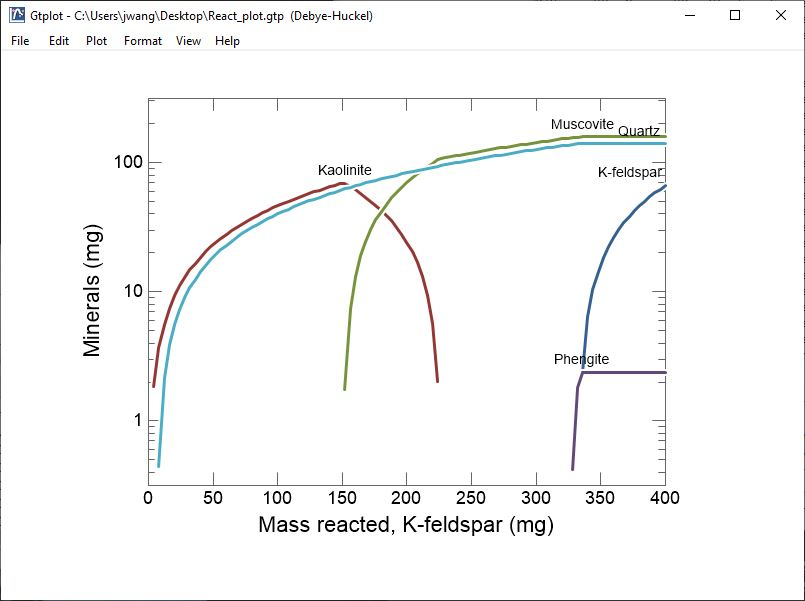 Gtplot - C:\Users\jwang\Desktop\React_plot.gtp (Debye-Huckel)
File Edit Plot Format View Help
Muscovite
Quartz
Kaolinite
K-feldspar
Phengite
100
10
1
Minerals (mg)
0 50 100 150 200 250 300 350 400
Mass reacted, K-feldspar (mg)